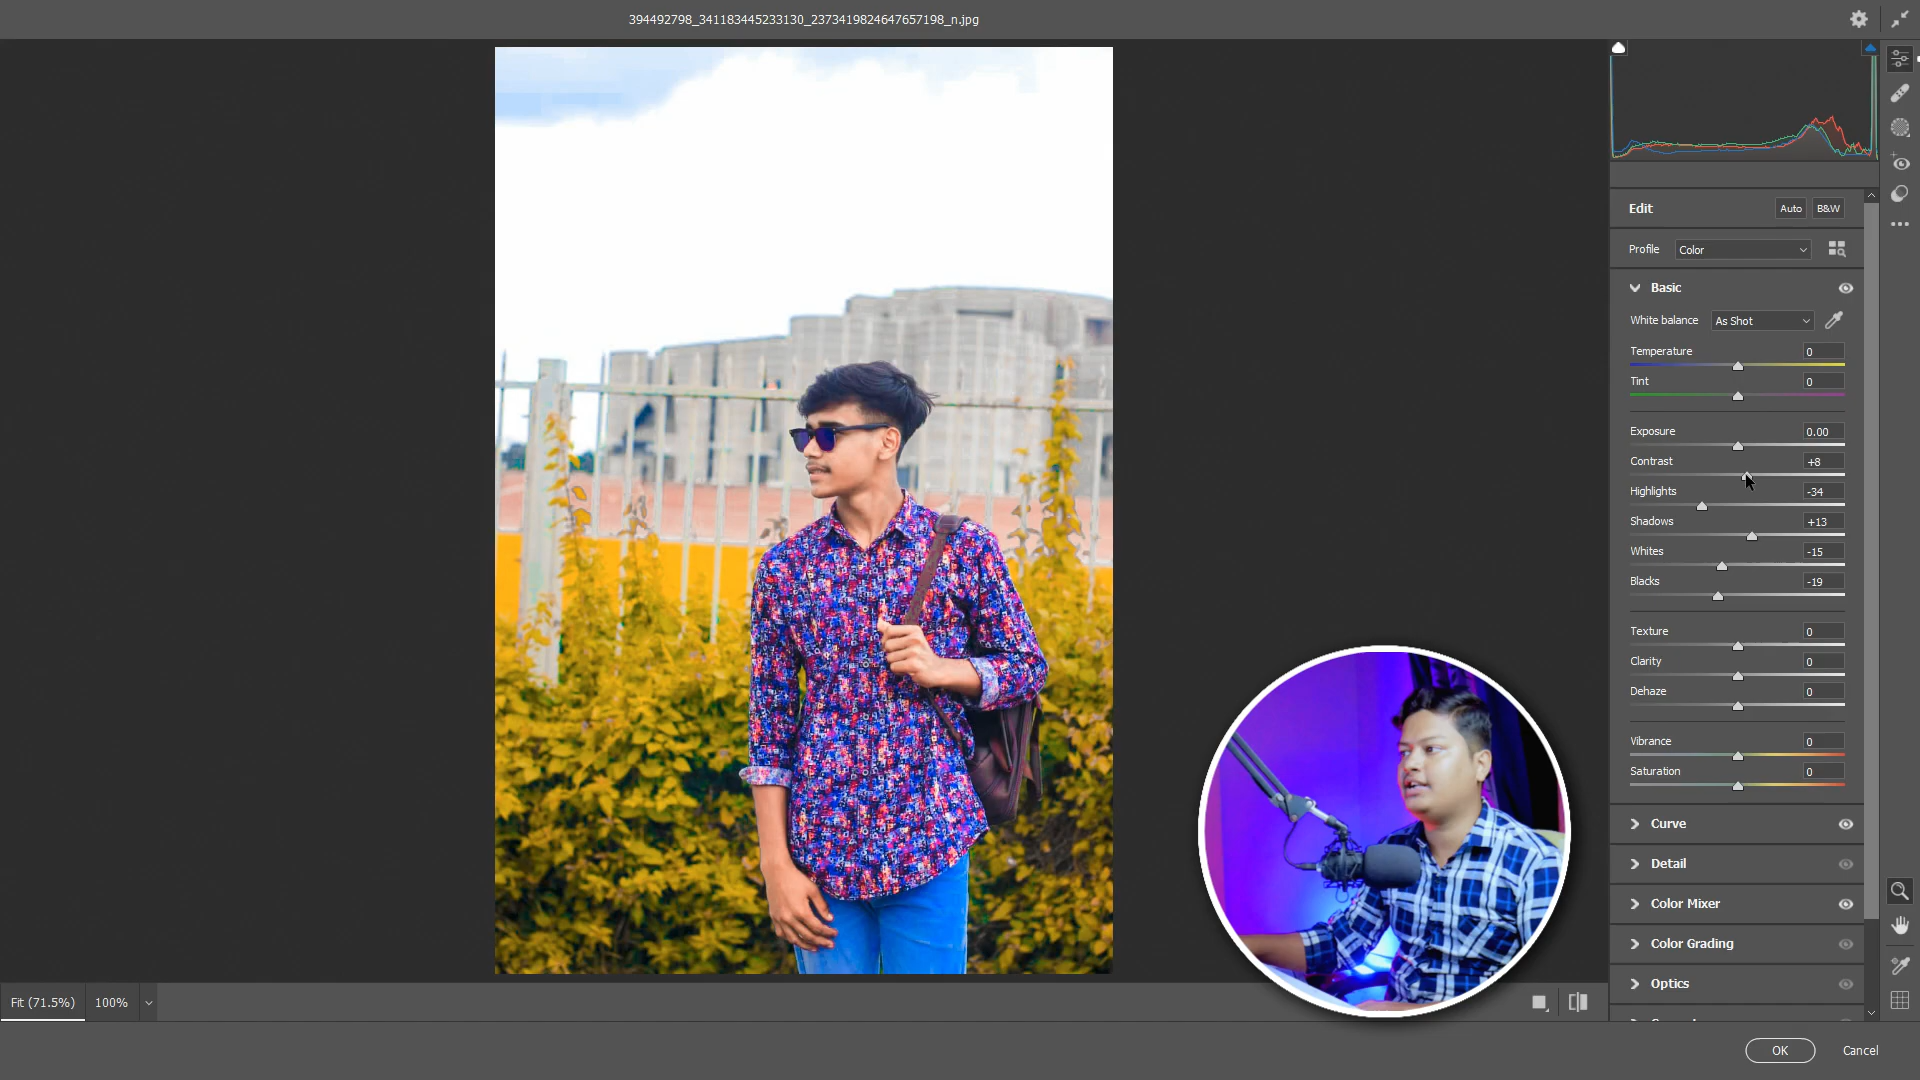 394492798_341183445233130_2373419824647657198_n.jpg
Edit
Auto
B&W
Profile
Color
Basic
White balance
As Shot
Temperature
0
Tint
0
Exposure
0.00
Contrast
+8
Highlights
-34
Shadows
+13
Whites
-15
Blacks
-19
Texture
0
Clarity
0
Dehaze
0
Vibrance
0
Saturation
0
Curve
Detail
Color Mixer
Color Grading
Optics
Fit (71.5%)
100%
OK
Cancel